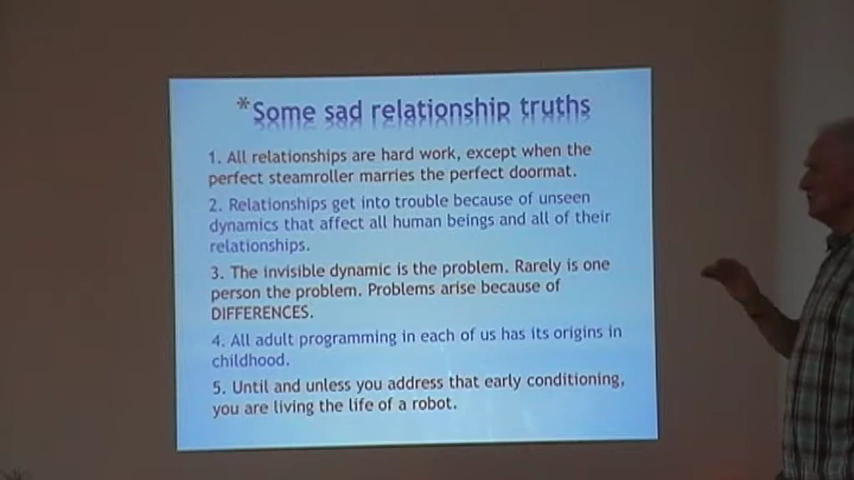 *Some sad relationship truths
1. All relationships are hard work, except when the
perfect steamroller marries the perfect doormat.
2. Relationships get into trouble because of unseen
dynamics that affect all human beings and all of their
relationships.
3. The invisible dynamic is the problem. Rarely is one
person the problem. Problems arise because of
DIFFERENCES.
4. All adult programming in each of us has its origins in
childhood.
5. Until and unless you address that early conditioning,
you are living the life of a robot.